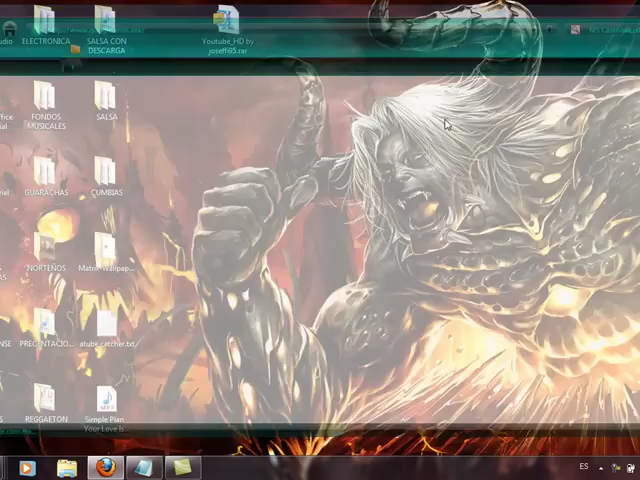 ELECTRONICA
SALSA CON
DESCARGA
Youtube_HD by
joseffi95.rar
FONDOS
MUSICALES
SALSA
GUARACHAS
CUMBIAS
NORTEÑOS
Matrix Wallpap...
PRECENTACIO...
atube catcher.txt
REGGAETON
Simple Plan
Your Love Is...
ES